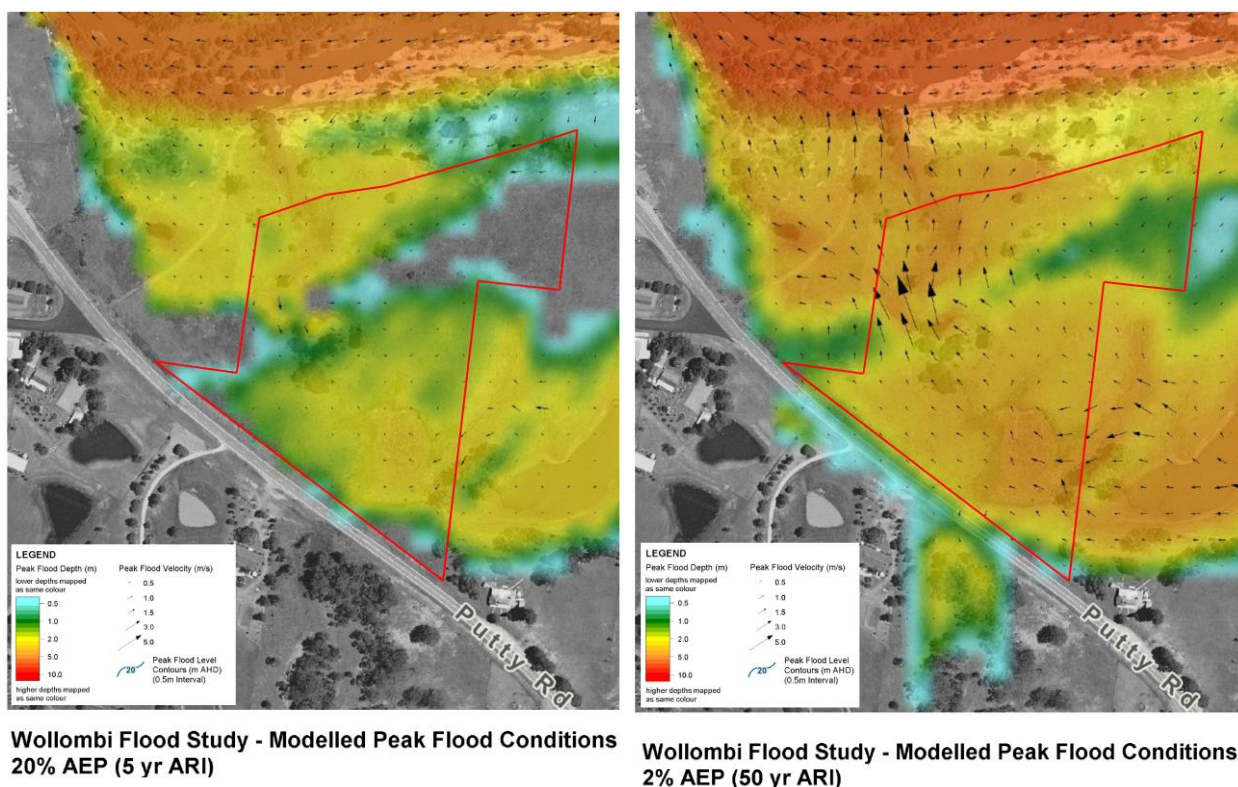 Putty Rd
LEGEND
Peak Flood Depth (m)
lower depths mapped
as same colour
0.5
1.0
2.0
5.0
10.0
higher depths mapped
as same colour
Peak Flood Velocity (m/s)
0.5
1.0
1.5
3.0
5.0
20
Peak Flood Level
Contours (m AHD)
(0.5m Interval)
Wollombi Flood Study - Modelled Peak Flood Conditions
20% AEP (5 yr ARI)
Putty Rd
LEGEND
Peak Flood Depth (m)
lower depths mapped
as same colour
0.5
1.0
2.0
5.0
10.0
higher depths mapped
as same colour
Peak Flood Velocity (m/s)
0.5
1.0
1.5
3.0
5.0
20
Peak Flood Level
Contours (m AHD)
(0.5m Interval)
Wollombi Flood Study - Modelled Peak Flood Conditions
2% AEP (50 yr ARI)